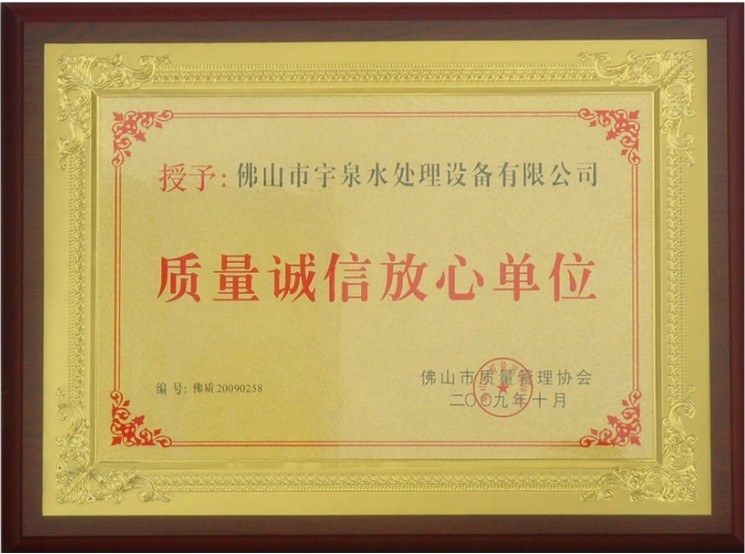 授予：佛山市宇泉水处理设备有限公司
质量诚信放心单位
编号：佛质20090258
佛山市质量管理协会
二〇〇九年十月